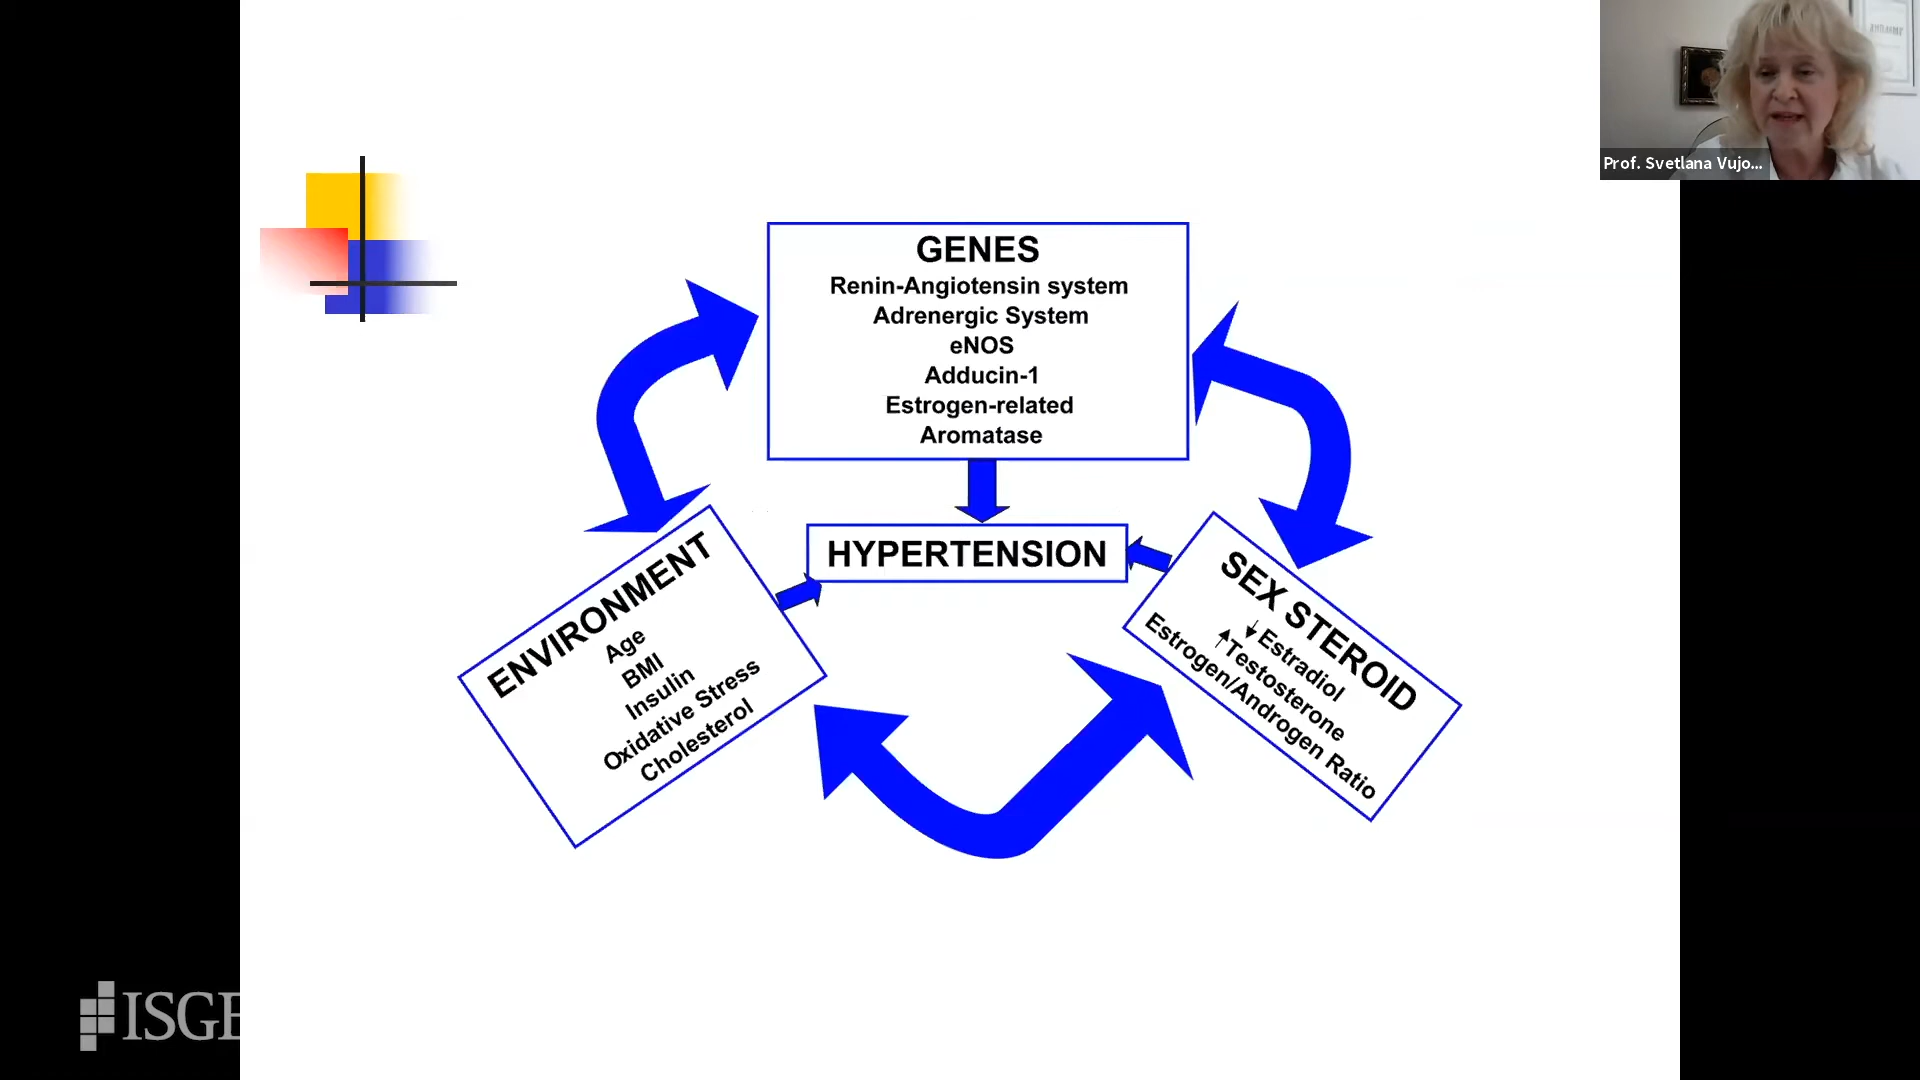 Prof. Svetlana Vujo...
GENES
Renin-Angiotensin system
Adrenergic System
eNOS
Adducin-1
Estrogen-related
Aromatase
HYPERTENSION
ENVIRONMENT
Age
BMI
Insulin
Oxidative Stress
Cholesterol
SEX STEROID
↓ Estradiol
↑Testosterone
Estrogen/Androgen Ratio
ISGE